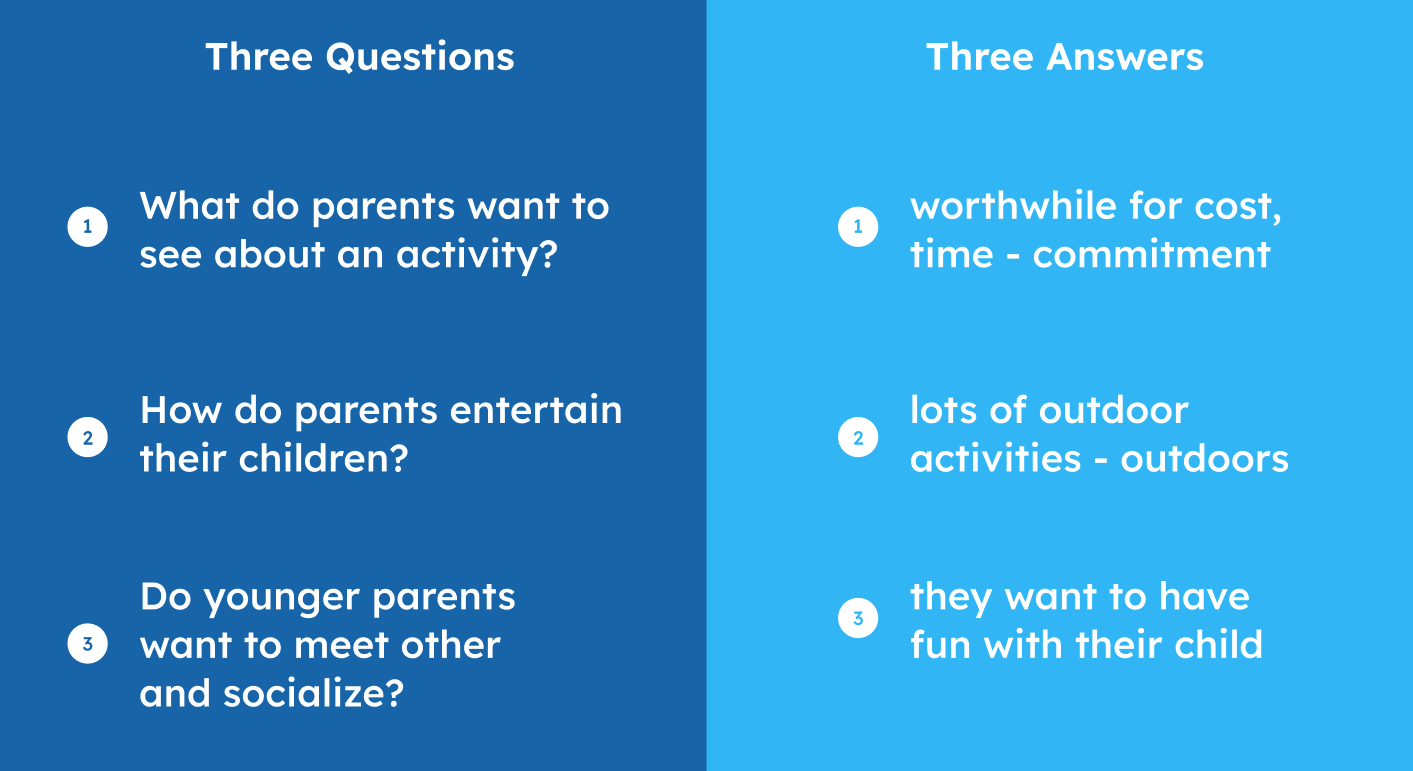 Three Questions
1
What do parents want to
see about an activity?
2
How do parents entertain
their children?
3
Do younger parents
want to meet other
and socialize?
Three Answers
1
worthwhile for cost,
time - commitment
2
lots of outdoor
activities - outdoors
3
they want to have
fun with their child